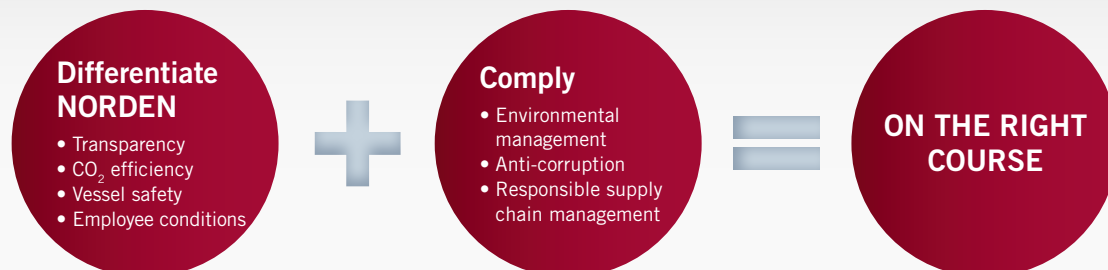 Differentiate
NORDEN
• Transparency
• CO₂ efficiency
• Vessel safety
• Employee conditions
Comply
• Environmental
management
• Anti-corruption
• Responsible supply
chain management
ON THE RIGHT
COURSE